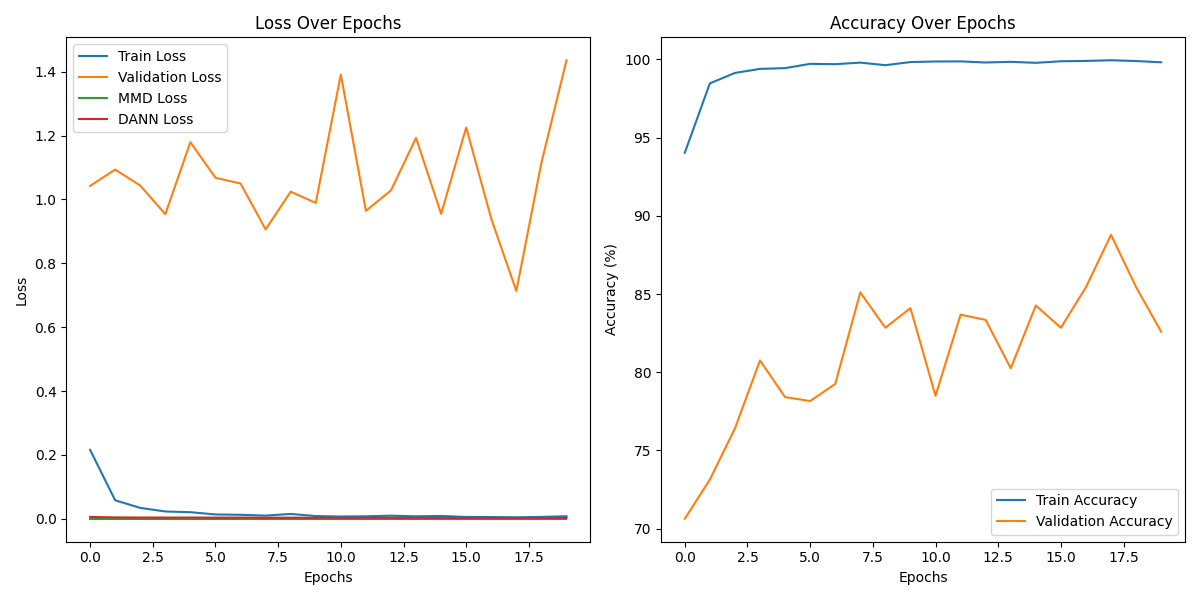 Loss Over Epochs
Train Loss
Validation Loss
MMD Loss
DANN Loss
1.4
1.2
1.0
0.8
0.6
0.4
0.2
0.0
Loss
0.0 2.5 5.0 7.5 10.0 12.5 15.0 17.5
Epochs
Accuracy Over Epochs
100
95
90
85
80
75
70
Accuracy (%)
Train Accuracy
Validation Accuracy
0.0 2.5 5.0 7.5 10.0 12.5 15.0 17.5
Epochs